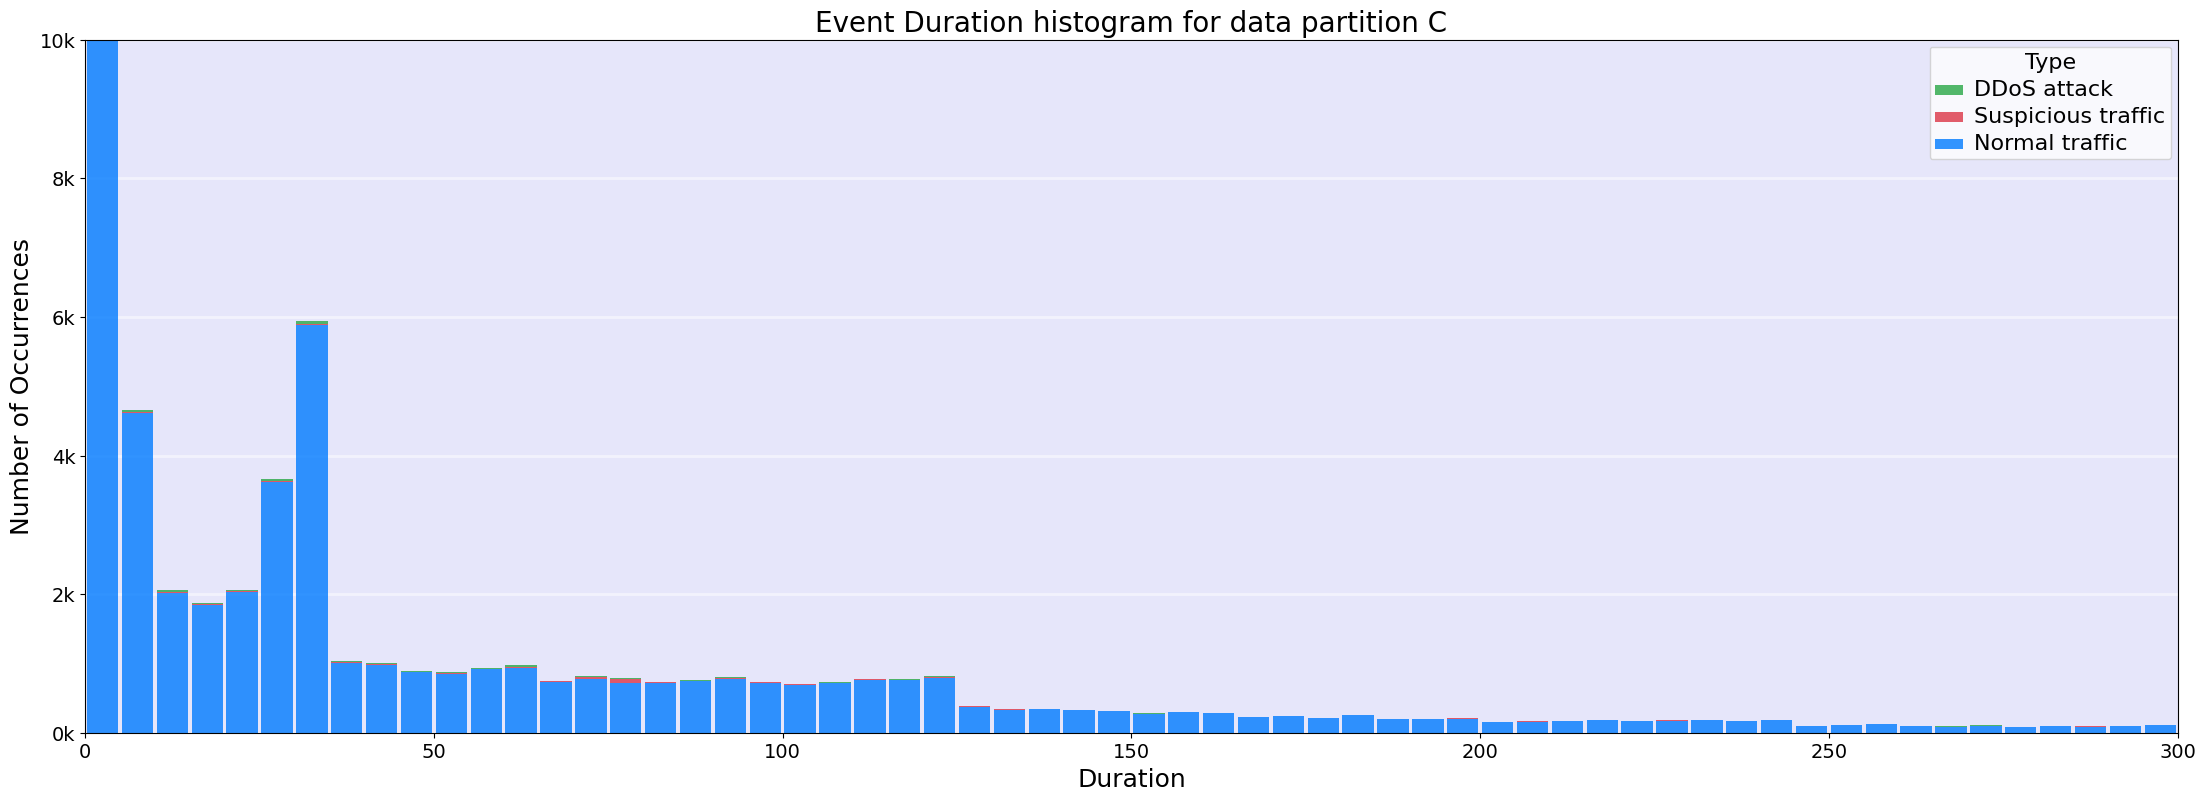 Event Duration histogram for data partition C
10k
8k
6k
4k
2k
0k
Number of Occurrences
Type
DDoS attack
Suspicious traffic
Normal traffic
0 50 100 150 200 250 300
Duration